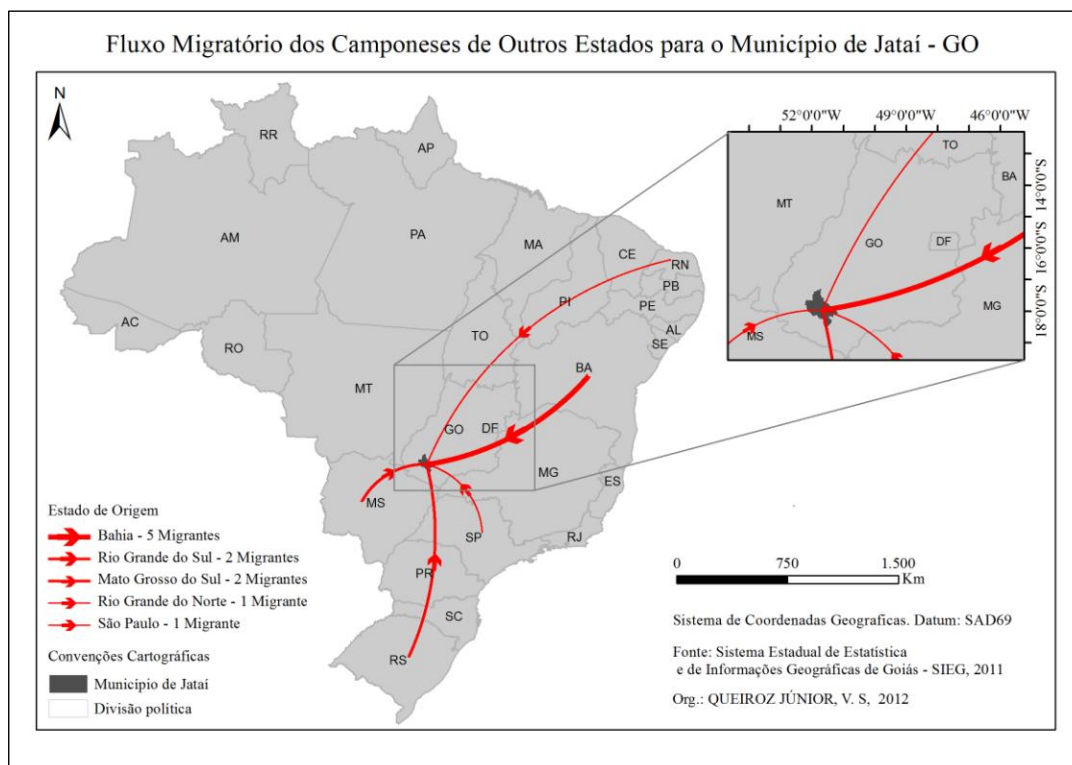 Fluxo Migratório dos Camponeses de Outros Estados para o Município de Jataí - GO
N
52°0'0"W 49°0'0"W 46°0'0"W
TO
BA
MT
GO
DF
MG
MS
14°0'0"S
16°0'0"S
18°0'0"S
RR
AP
AM
PA
MA
CE
RN
PB
PI
PE
AL
SE
AC
RO
TO
MT
BA
GO
DF
MG
ES
MS
SP
RJ
PR
SC
RS
Estado de Origem
Bahia - 5 Migrantes
Rio Grande do Sul - 2 Migrantes
Mato Grosso do Sul - 2 Migrantes
Rio Grande do Norte - 1 Migrante
São Paulo - 1 Migrante
Convenções Cartográficas
Município de Jataí
Divisão política
0 750 1.500
Km
Sistema de Coordenadas Geograficas. Datum: SAD69
Fonte: Sistema Estadual de Estatística
e de Informações Geográficas de Goiás - SIEG, 2011
Org.: QUEIROZ JÚNIOR, V. S, 2012